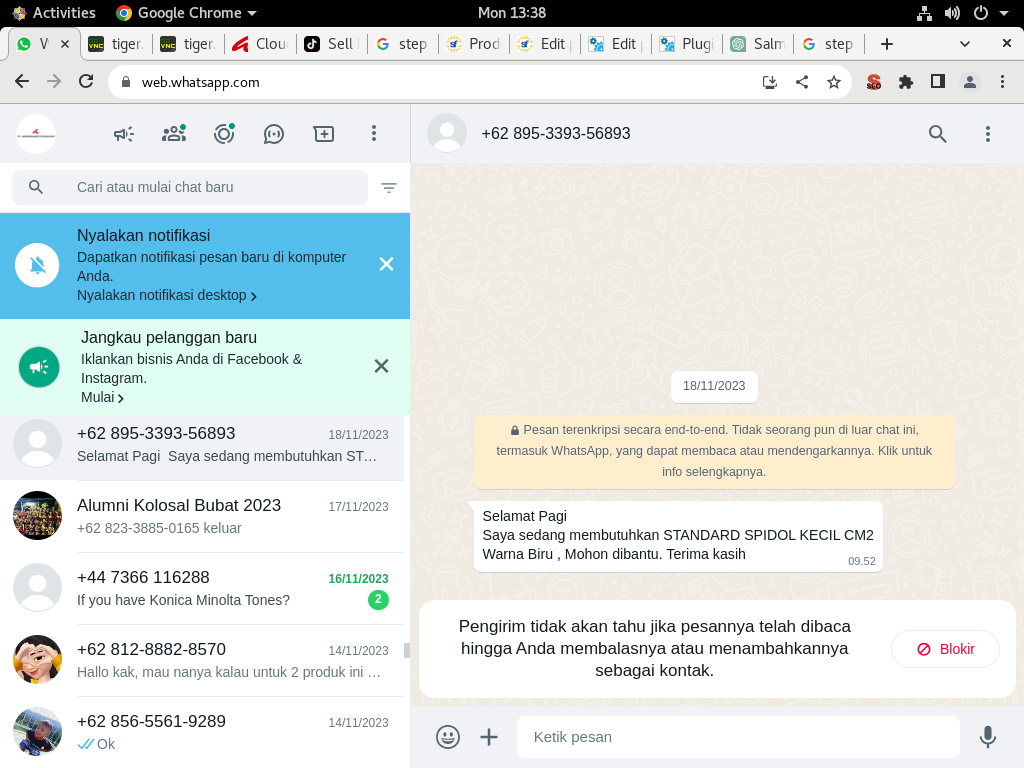 Activities
Google Chrome
Mon 13:38
W
tiger.
tiger.
Clou
Sell
step
Prod
Edit
Edit
Plugi
Salm
step
web.whatsapp.com
SEO
+62 895-3393-56893
Cari atau mulai chat baru
Nyalakan notifikasi
Dapatkan notifikasi pesan baru di komputer
Anda.
Nyalakan notifikasi desktop
Jangkau pelanggan baru
Iklankan bisnis Anda di Facebook &
Instagram.
Mulai
+62 895-3393-56893 18/11/2023
Selamat Pagi  Saya sedang membutuhkan ST…
Alumni Kolosal Bubat 2023 17/11/2023
+62 823-3885-0165 keluar
+44 7366 116288 16/11/2023
If you have Konica Minolta Tones? 2
+62 812-8882-8570 14/11/2023
Hallo kak, mau nanya kalau untuk 2 produk ini …
+62 856-5561-9289 14/11/2023
Ok
18/11/2023
Pesan terenkripsi secara end-to-end. Tidak seorang pun di luar chat ini,
termasuk WhatsApp, yang dapat membaca atau mendengarkannya. Klik untuk
info selengkapnya.
Selamat Pagi
Saya sedang membutuhkan STANDARD SPIDOL KECIL CM2
Warna Biru , Mohon dibantu. Terima kasih
09.52
Pengirim tidak akan tahu jika pesannya telah dibaca
hingga Anda membalasnya atau menambahkannya
sebagai kontak.
Blokir
Ketik pesan